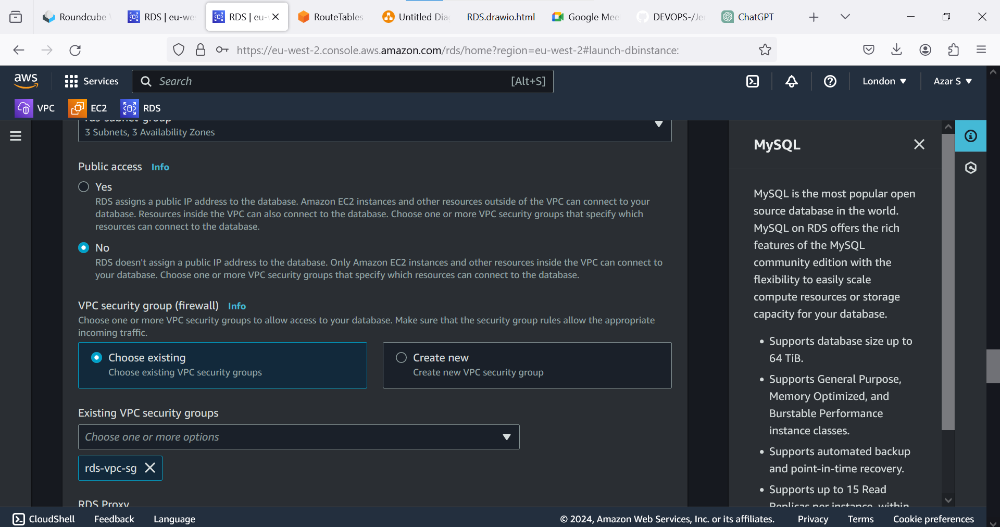 Roundcube
RDS | eu-we
RDS | eu-
RouteTables
Untitled Dia
RDS.drawio.html
Google Mee
DEVOPS-/Je
ChatGPT
https://eu-west-2.console.aws.amazon.com/rds/home?region=eu-west-2#launch-dbinstance:
aws
Services
Search
[Alt+S]
London
Azar S
VPC
EC2
RDS
rds-subnet-group
3 Subnets, 3 Availability Zones
Public access Info
Yes
RDS assigns a public IP address to the database. Amazon EC2 instances and other resources outside of the VPC can connect to your
database. Resources inside the VPC can also connect to the database. Choose one or more VPC security groups that specify which
resources can connect to the database.
No
RDS doesn't assign a public IP address to the database. Only Amazon EC2 instances and other resources inside the VPC can connect to
your database. Choose one or more VPC security groups that specify which resources can connect to the database.
VPC security group (firewall) Info
Choose one or more VPC security groups to allow access to your database. Make sure that the security group rules allow the appropriate
incoming traffic.
Choose existing
Choose existing VPC security groups
Create new
Create new VPC security group
Existing VPC security groups
Choose one or more options
rds-vpc-sg
RDS Proxy
MySQL
MySQL is the most popular open
source database in the world.
MySQL on RDS offers the rich
features of the MySQL
community edition with the
flexibility to easily scale
compute resources or storage
capacity for your database.
• Supports database size up to
64 TiB.
• Supports General Purpose,
Memory Optimized, and
Burstable Performance
instance classes.
• Supports automated backup
and point-in-time recovery.
• Supports up to 15 Read
Replicas per instance, within
CloudShell
Feedback
Language
© 2024, Amazon Web Services, Inc. or its affiliates.
Privacy
Terms
Cookie preferences